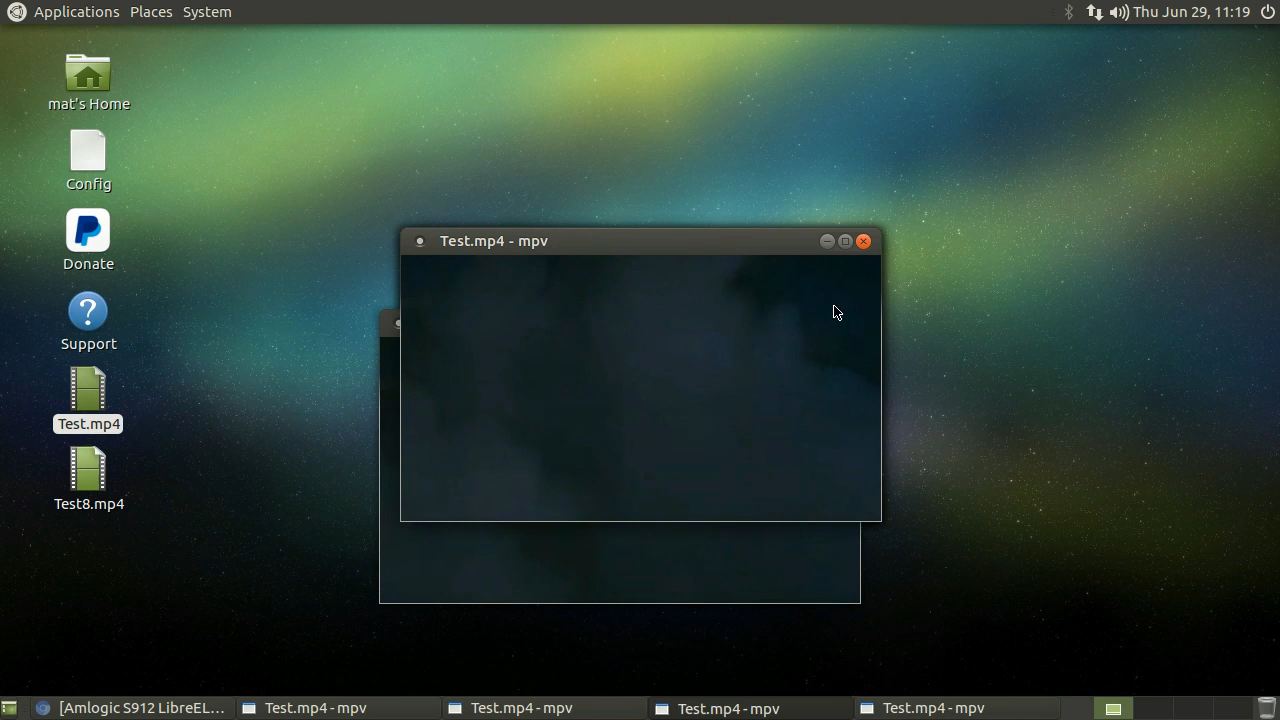 Applications Places System
Thu Jun 29, 11:19
mat's Home
Config
Donate
?
Support
Test.mp4
Test8.mp4
Test.mp4 - mpv
[Amlogic S912 LibreEL... Test.mp4 - mpv Test.mp4 - mpv Test.mp4 - mpv Test.mp4 - mpv